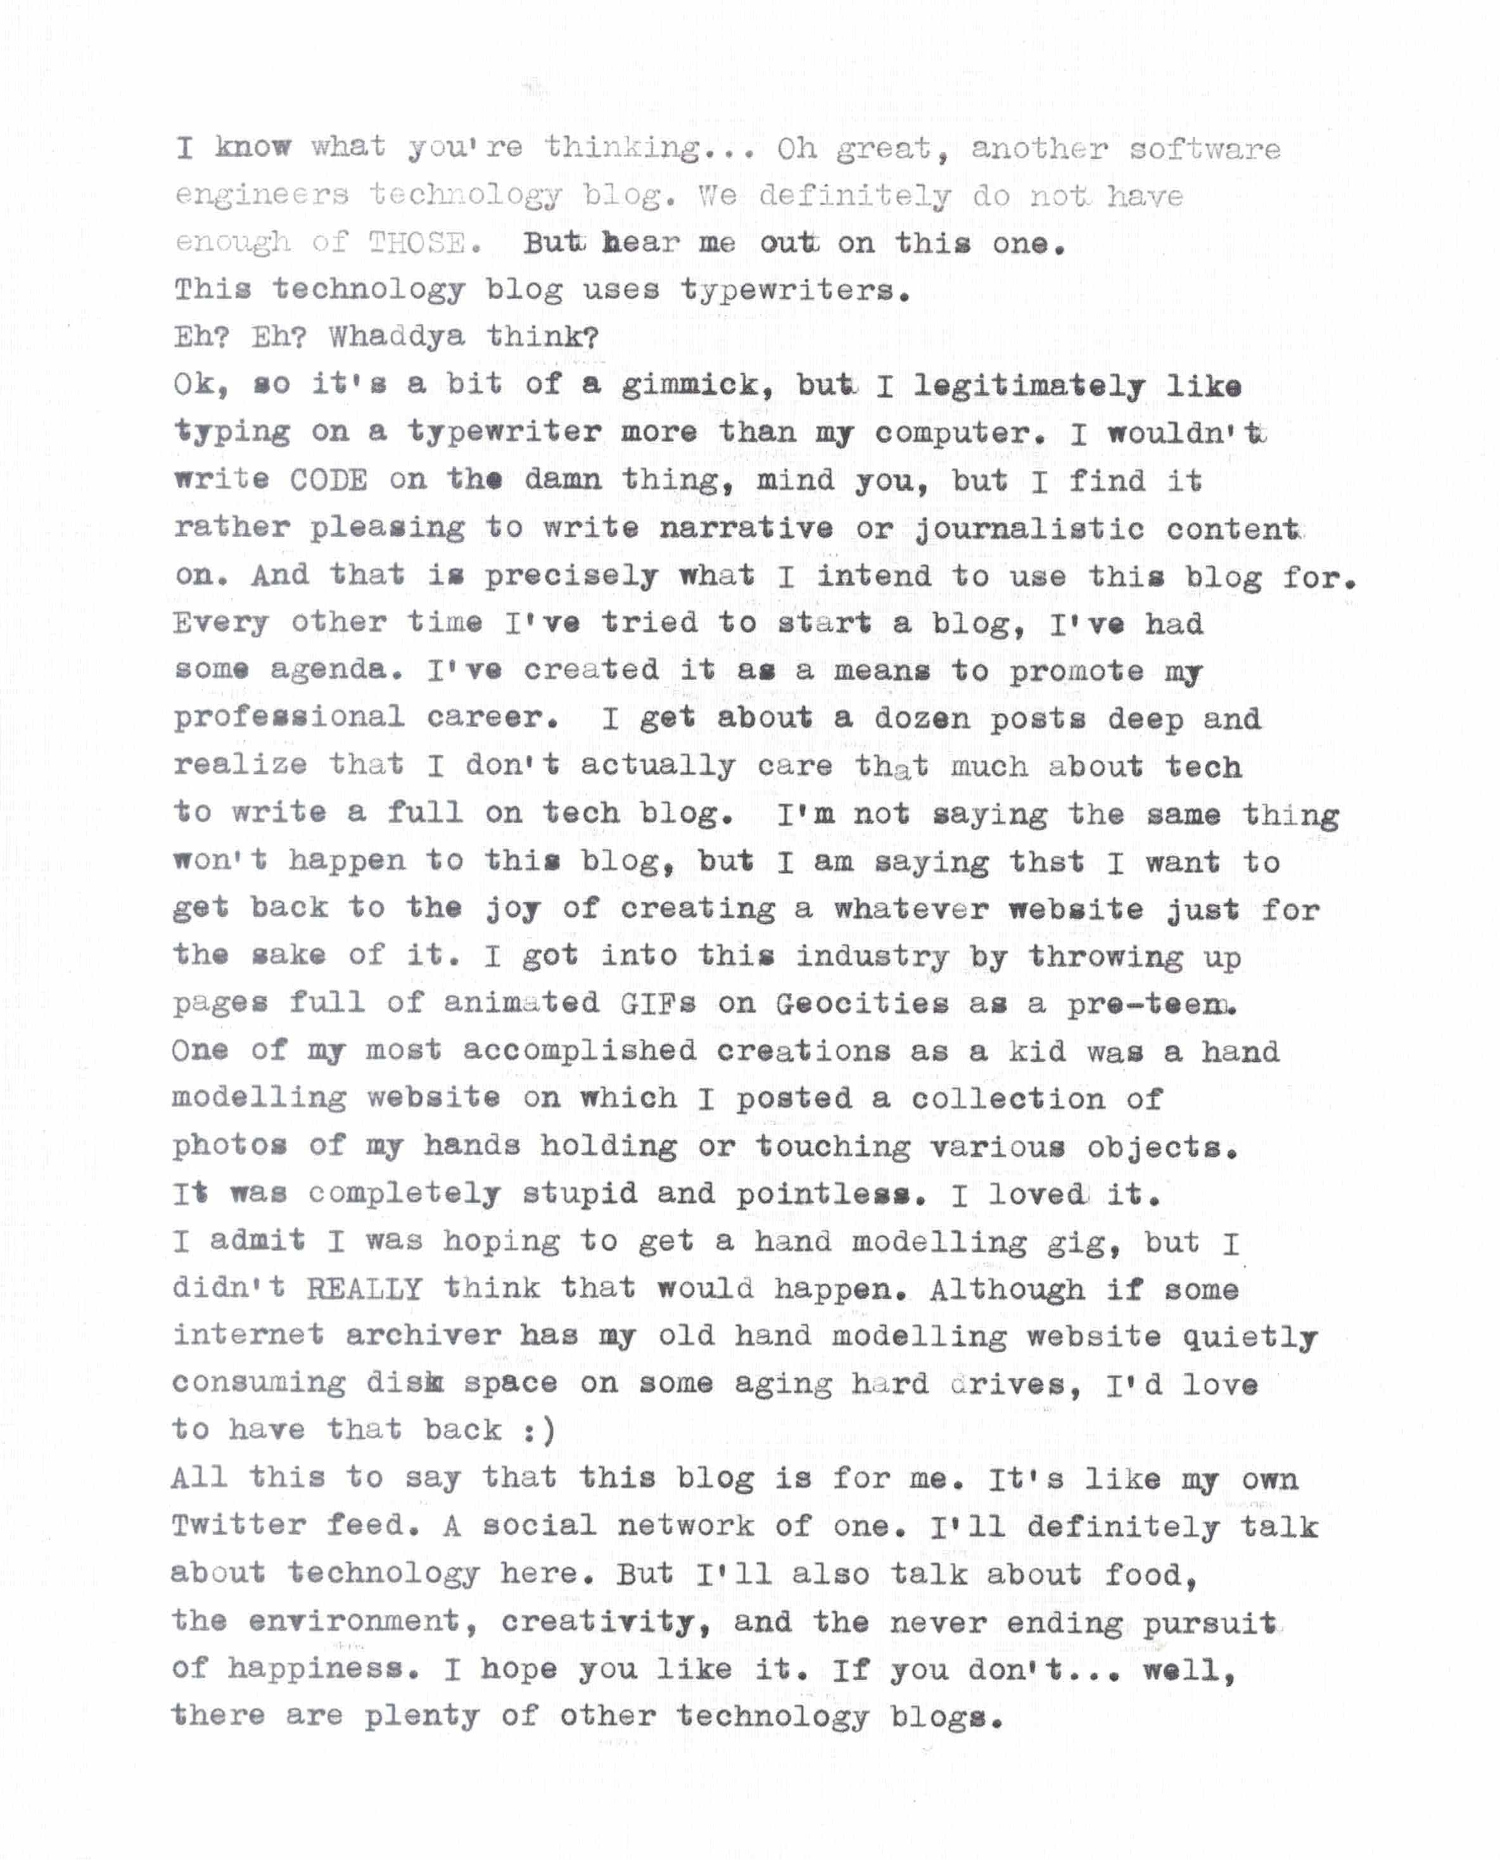 I know what you're thinking... Oh great, another software
engineers technology blog. We definitely do not have
enough of THOSE.  But hear me out on this one.
This technology blog uses typewriters.
Eh? Eh? Whaddya think?
Ok, so it's a bit of a gimmick, but I legitimately like
typing on a typewriter more than my computer. I wouldn't
write CODE on the damn thing, mind you, but I find it
rather pleasing to write narrative or journalistic content
on. And that is precisely what I intend to use this blog for.
Every other time I've tried to start a blog, I've had
some agenda. I've created it as a means to promote my
professional career.  I get about a dozen posts deep and
realize that I don't actually care that much about tech
to write a full on tech blog.  I'm not saying the same thing
won't happen to this blog, but I am saying thst I want to
get back to the joy of creating a whatever website just for
the sake of it. I got into this industry by throwing up
pages full of animated GIFs on Geocities as a pre-teen.
One of my most accomplished creations as a kid was a hand
modelling website on which I posted a collection of
photos of my hands holding or touching various objects.
It was completely stupid and pointless. I loved it.
I admit I was hoping to get a hand modelling gig, but I
didn't REALLY think that would happen. Although if some
internet archiver has my old hand modelling website quietly
consuming disk space on some aging hard drives, I'd love
to have that back :)
All this to say that this blog is for me. It's like my own
Twitter feed. A social network of one. I'll definitely talk
about technology here. But I'll also talk about food,
the environment, creativity, and the never ending pursuit
of happiness. I hope you like it. If you don't... well,
there are plenty of other technology blogs.